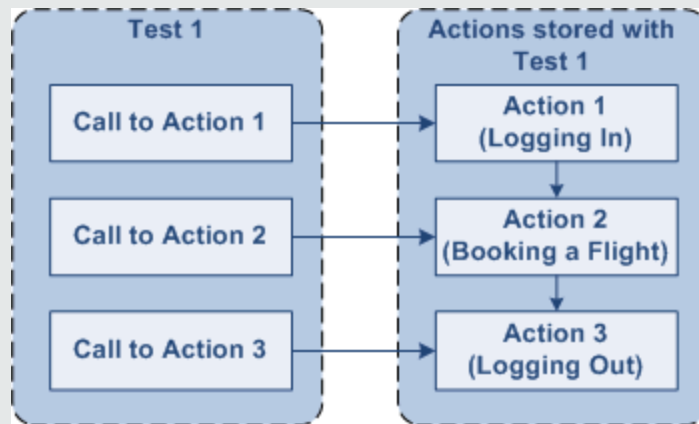 Test 1
Call to Action 1
Call to Action 2
Call to Action 3
Actions stored with
Test 1
Action 1
(Logging In)
Action 2
(Booking a Flight)
Action 3
(Logging Out)